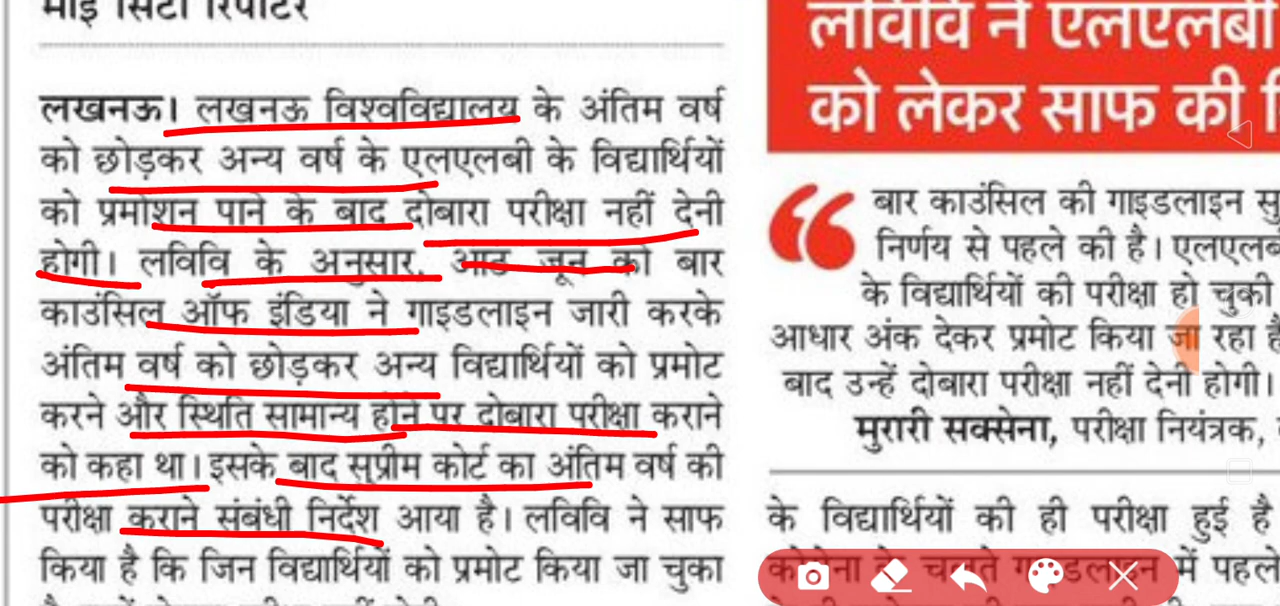 माई सिटी रिपोर्टर
लखनऊ। लखनऊ विश्वविद्यालय के अंतिम वर्ष
को छोड़कर अन्य वर्ष के एलएलबी के विद्यार्थियों
को प्रमोशन पाने के बाद दोबारा परीक्षा नहीं देनी
होगी। लविवि के अनुसार, आठ जून को बार
काउंसिल ऑफ इंडिया ने गाइडलाइन जारी करके
अंतिम वर्ष को छोड़कर अन्य विद्यार्थियों को प्रमोट
करने और स्थिति सामान्य होने पर दोबारा परीक्षा कराने
को कहा था। इसके बाद सुप्रीम कोर्ट का अंतिम वर्ष की
परीक्षा कराने संबंधी निर्देश आया है। लविवि ने साफ
किया है कि जिन विद्यार्थियों को प्रमोट किया जा चुका
लविवि ने एलएलबी
को लेकर साफ की
बार काउंसिल की गाइडलाइन
निर्णय से पहले की है। एलएलब
के विद्यार्थियों की परीक्षा हो चुकी
आधार अंक देकर प्रमोट किया जा रहा
बाद उन्हें दोबारा परीक्षा नहीं देनी होगी।
मुरारी सक्सेना, परीक्षा नियंत्रक,
के विद्यार्थियों की ही परीक्षा हुई है
के चलते गाइडलाइन में पहले